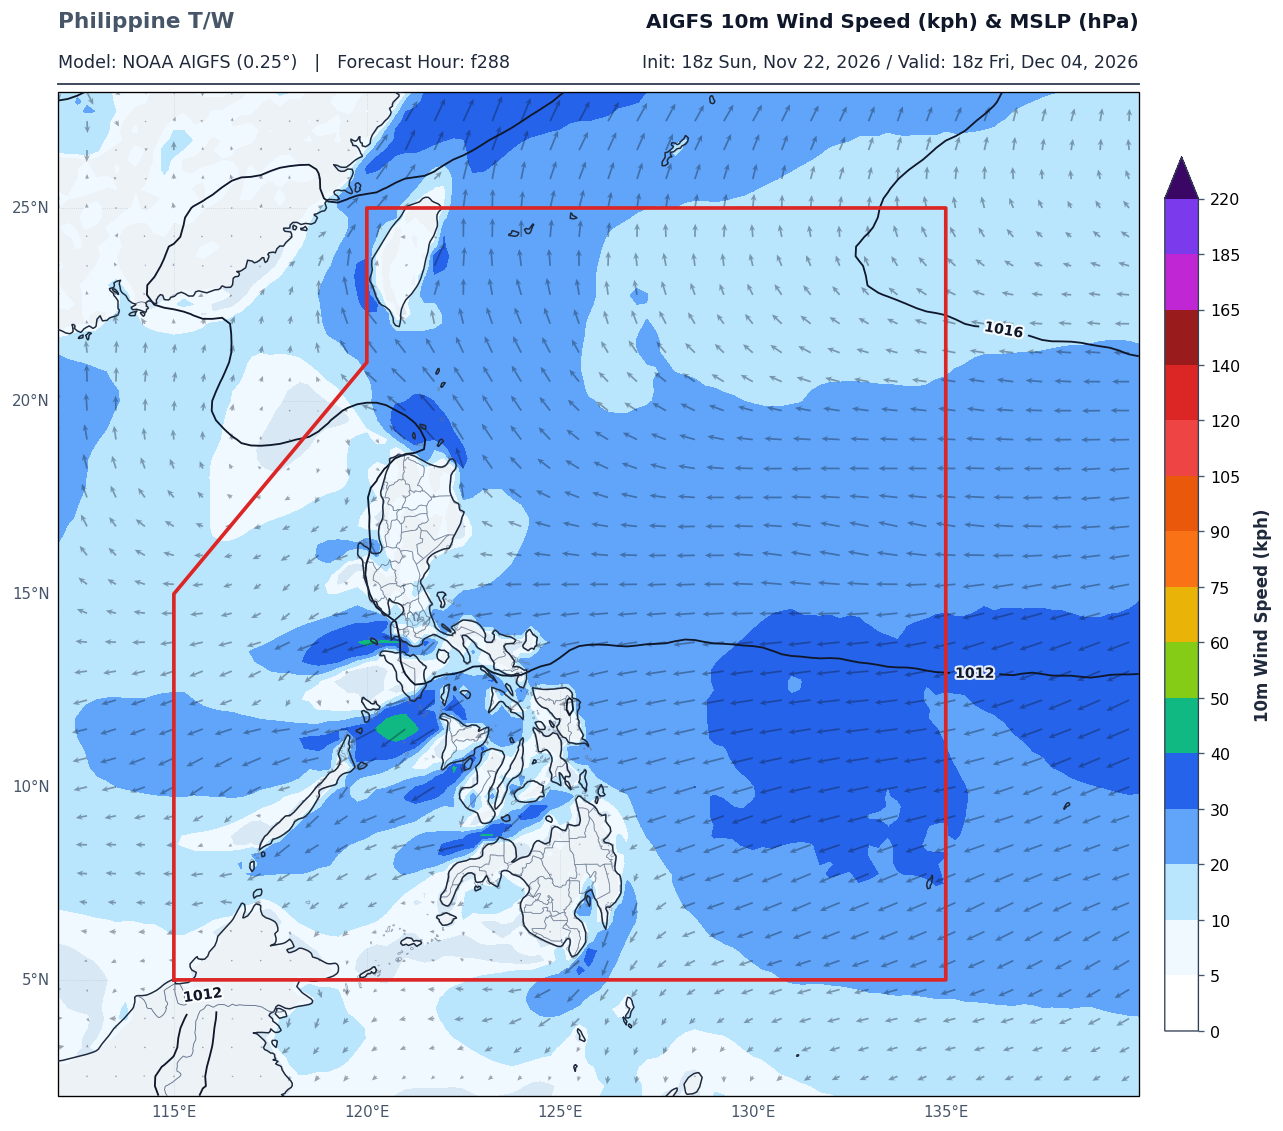 Philippine T/W
AIGFS 10m Wind Speed (kph) & MSLP (hPa)
Model: NOAA AIGFS (0.25°)   |   Forecast Hour: f288
Init: 18z Sun, Nov 22, 2026 / Valid: 18z Fri, Dec 04, 2026
25°N
20°N
15°N
10°N
5°N
115°E
120°E
125°E
130°E
135°E
1016
1012
1012
220
185
165
140
120
105
90
75
60
50
40
30
20
10
5
0
10m Wind Speed (kph)